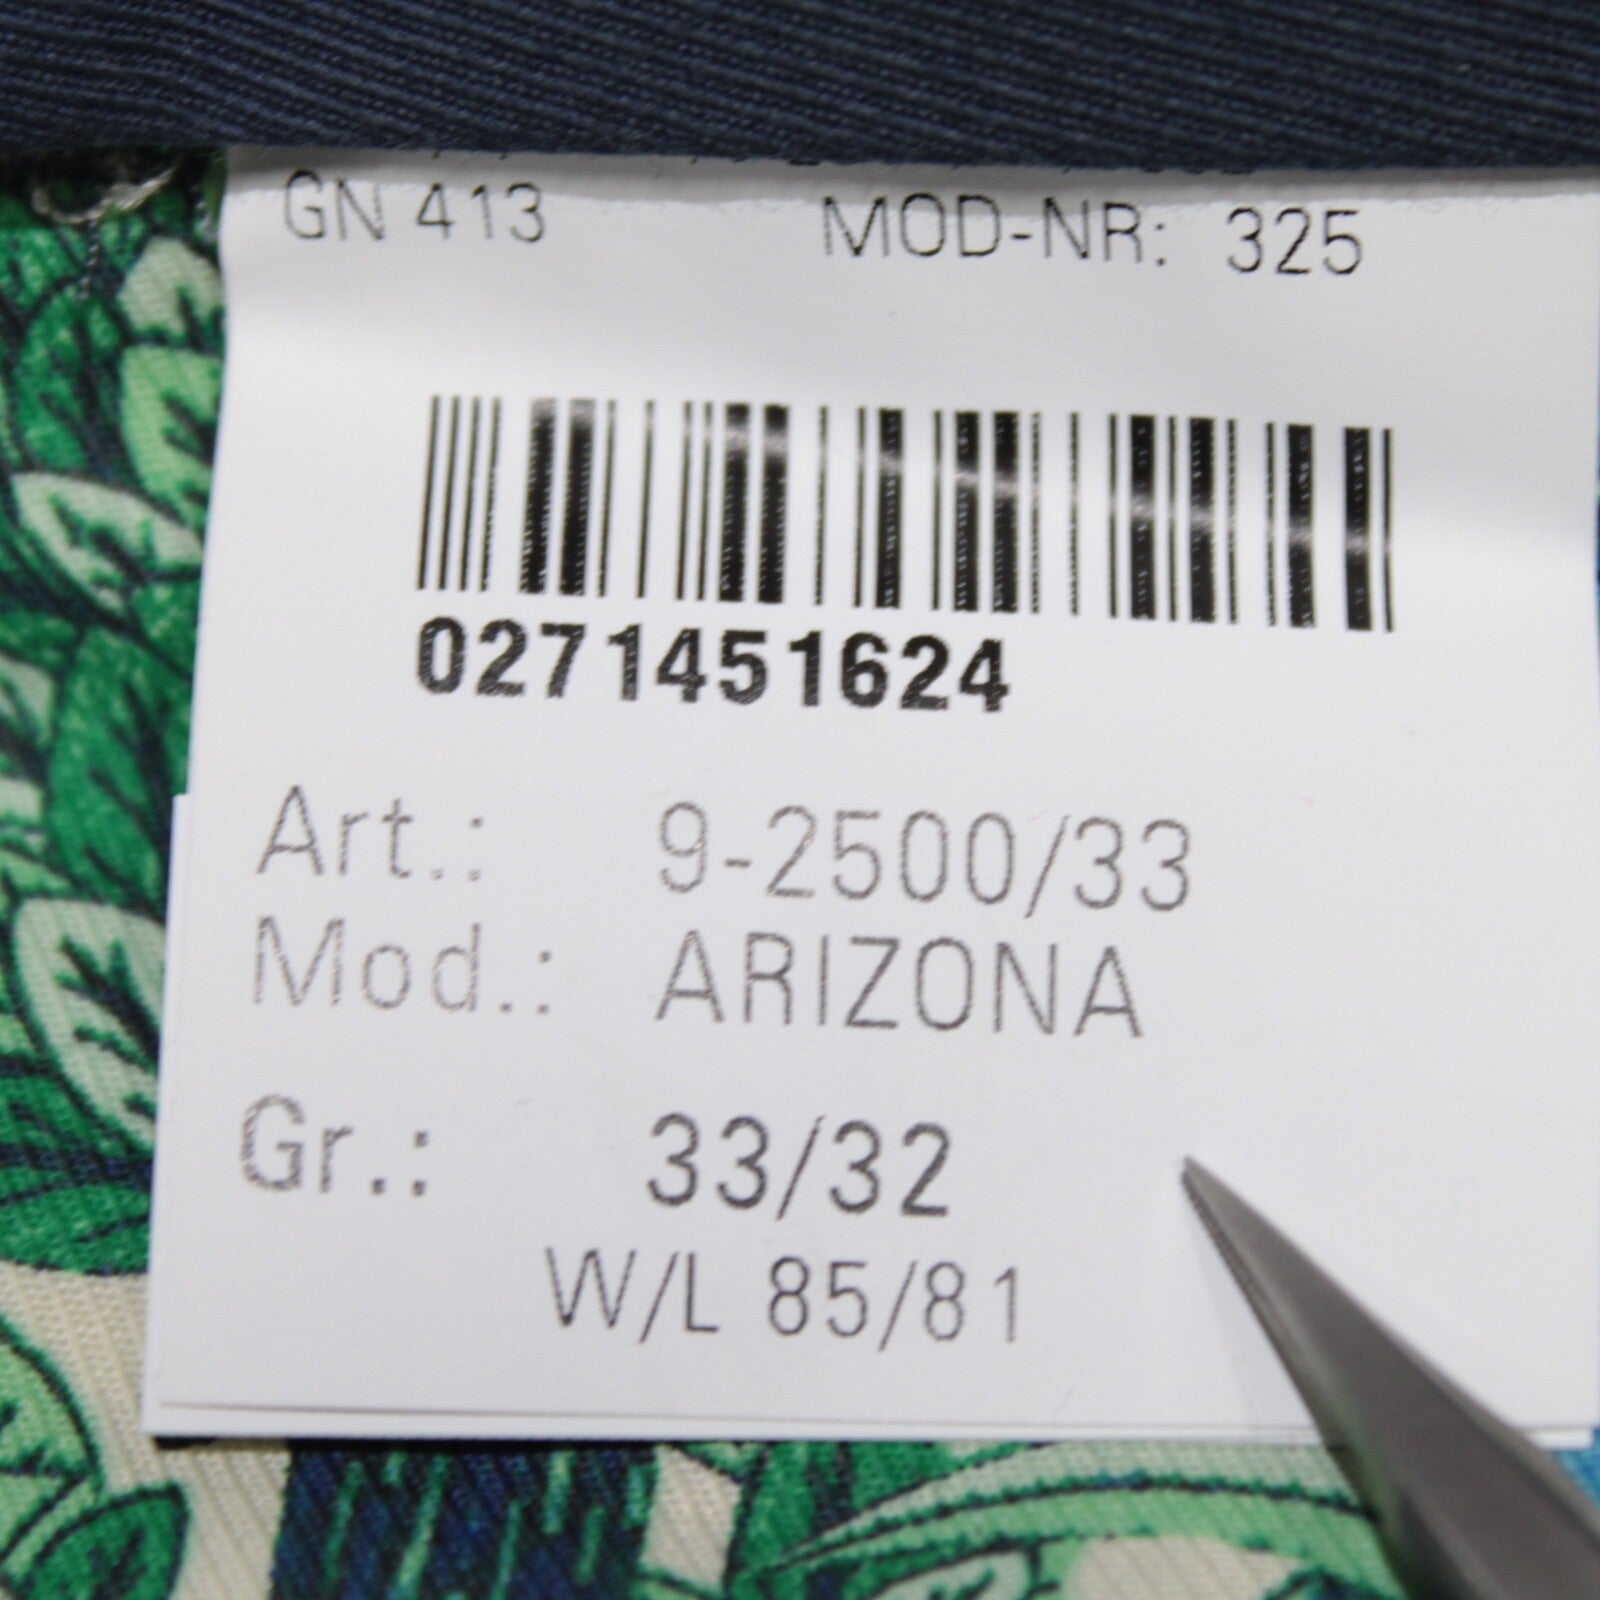 GN 413 MOD-NR: 325
0271451624
Art.: 9-2500/33
Mod.: ARIZONA
Gr.: 33/32
W/L 85/81